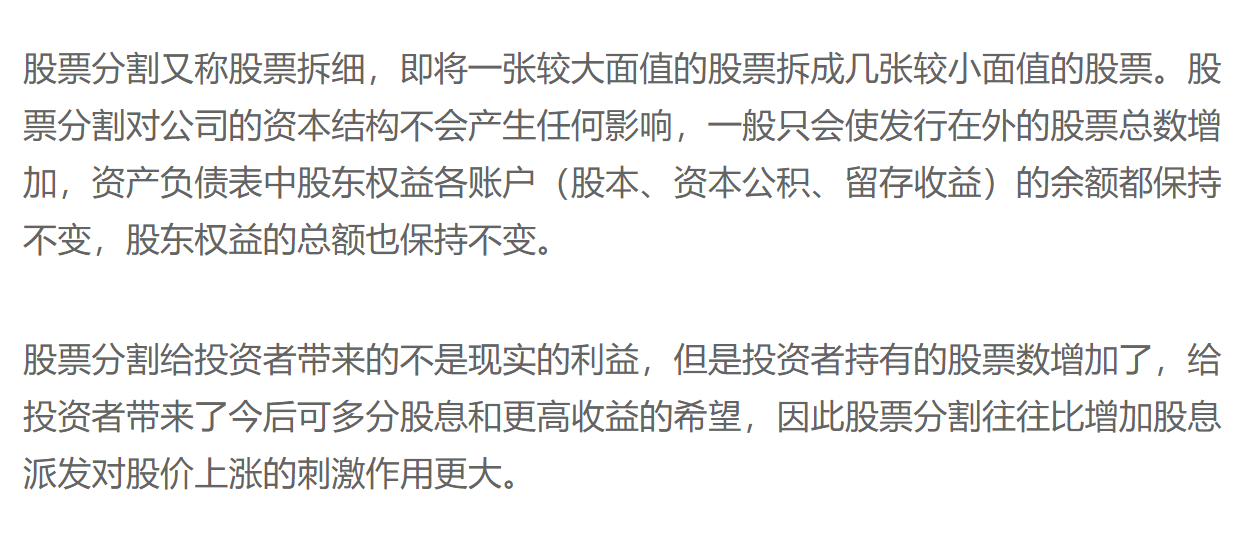 股票分割又称股票拆细，即将一张较大面值的股票拆成几张较小面值的股票。股
票分割对公司的资本结构不会产生任何影响，一般只会使发行在外的股票总数增
加，资产负债表中股东权益各账户（股本、资本公积、留存收益）的余额都保持
不变，股东权益的总额也保持不变。
股票分割给投资者带来的不是现实的利益，但是投资者持有的股票数增加了，给
投资者带来了今后可多分股息和更高收益的希望，因此股票分割往往比增加股息
派发对股价上涨的刺激作用更大。